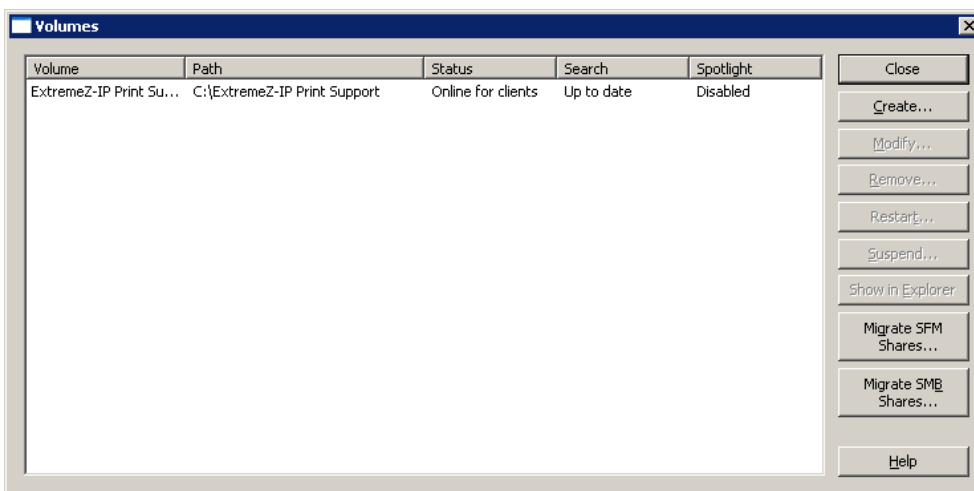 Volumes
Volume Path Status Search Spotlight
ExtremeZ-IP Print Su... C:\ExtremeZ-IP Print Support Online for clients Up to date Disabled
Close
Create...
Modify...
Remove...
Restart...
Suspend...
Show in Explorer
Migrate SFM
Shares...
Migrate SMB
Shares...
Help